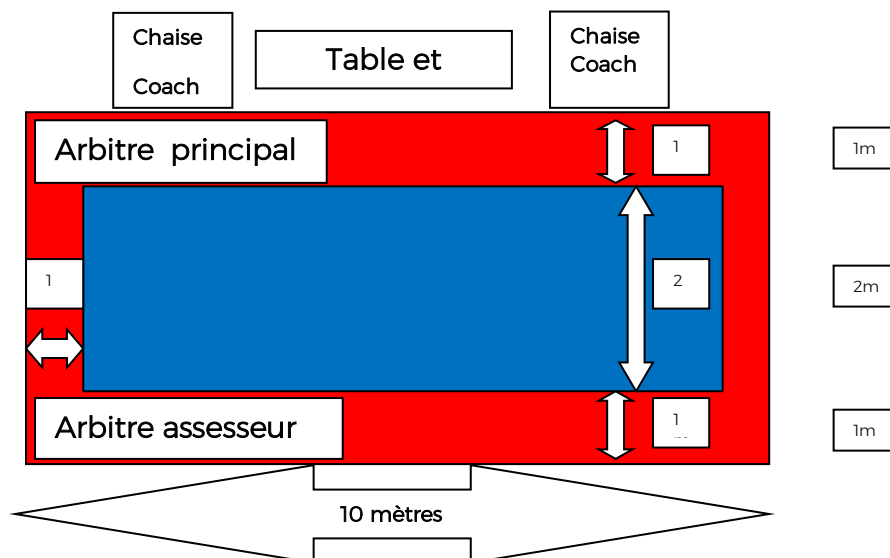 Chaise
Coach
Table et
Chaise
Coach
Arbitre principal
1
1m
1
2
2m
Arbitre assesseur
1
1m
10 mètres